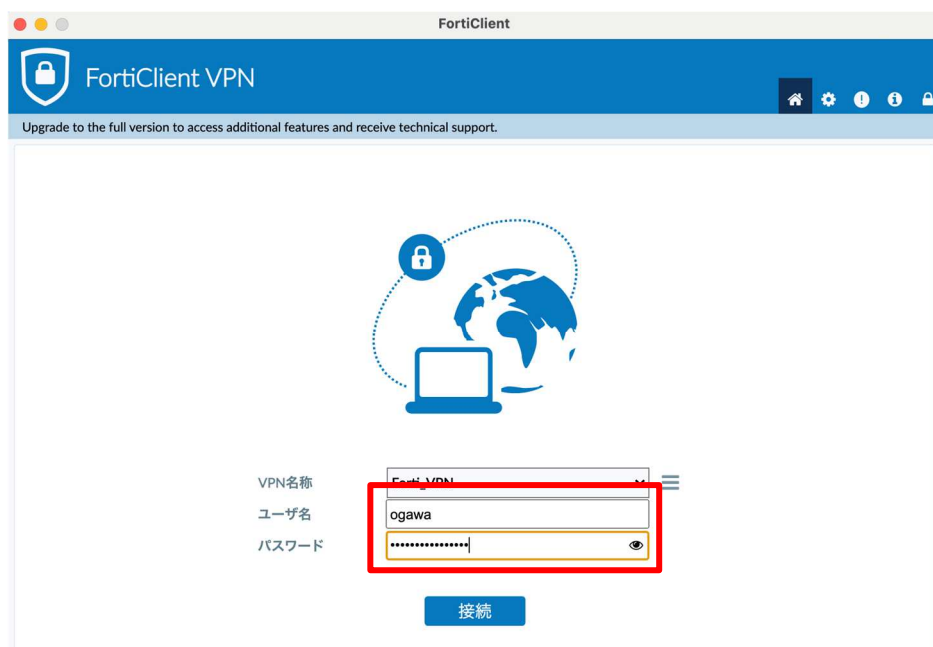 FortiClient
FortiClient VPN
Upgrade to the full version to access additional features and receive technical support.
VPN名称 Forti_VPN
ユーザ名 ogawa
パスワード ••••••••••••••••
接続